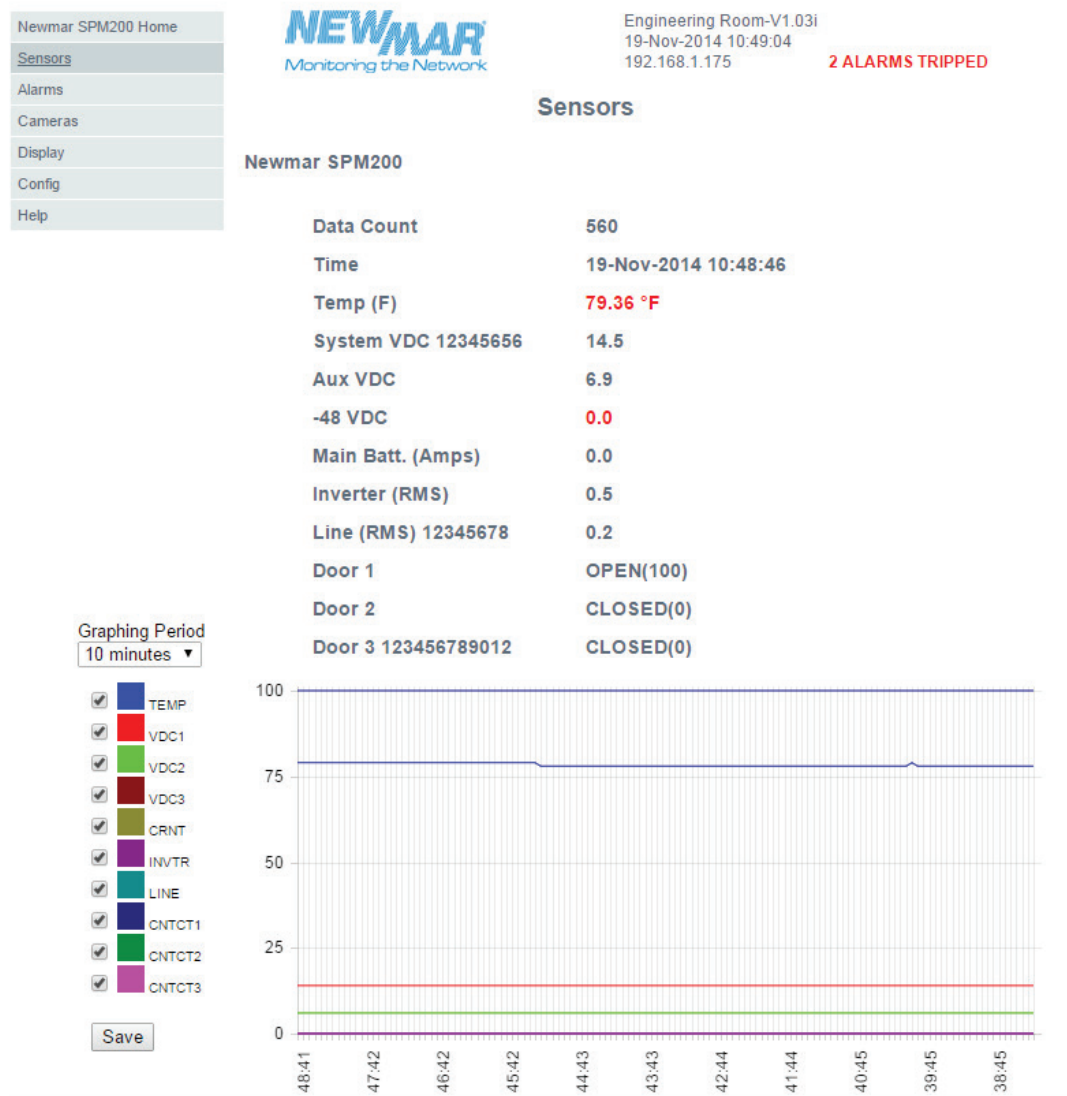 Newmar SPM200 Home
Sensors
Alarms
Cameras
Display
Config
Help
NEWMAR
Monitoring the Network
Engineering Room-V1.03i
19-Nov-2014 10:49:04
192.168.1.175 2 ALARMS TRIPPED
Sensors
Newmar SPM200
Data Count 560
Time 19-Nov-2014 10:48:46
Temp (F) 79.36 °F
System VDC 12345656 14.5
Aux VDC 6.9
-48 VDC 0.0
Main Batt. (Amps) 0.0
Inverter (RMS) 0.5
Line (RMS) 12345678 0.2
Door 1 OPEN(100)
Door 2 CLOSED(0)
Door 3 123456789012 CLOSED(0)
Graphing Period
10 minutes ▼
TEMP
VDC1
VDC2
VDC3
CRNT
INVTR
LINE
CNTCT1
CNTCT2
CNTCT3
Save
100
75
50
25
0
48:41
47:42
46:42
45:42
44:43
43:43
42:44
41:44
40:45
39:45
38:45